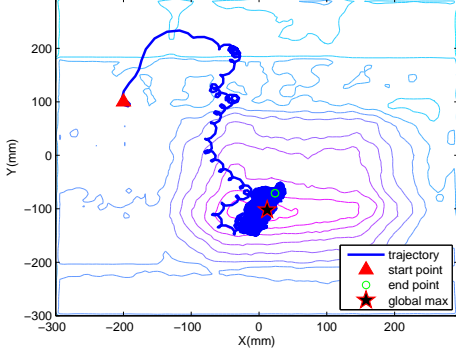 200
100
0
−100
−200
−300
Y(mm)
−300
−200
−100
0
100
200
X(mm)
trajectory
start point
end point
global max